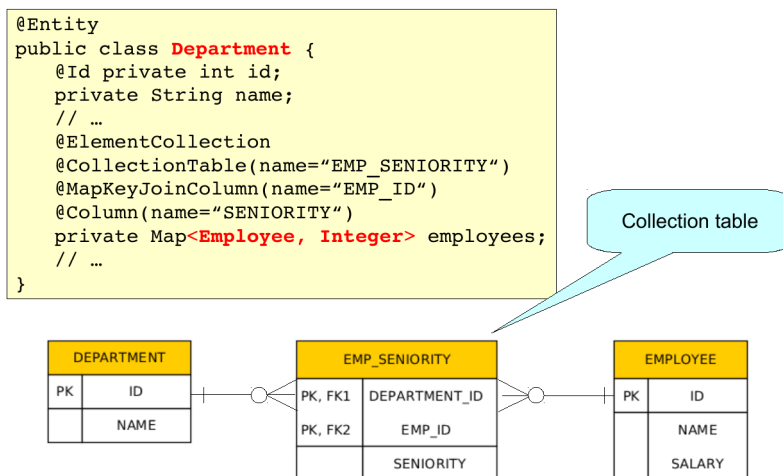 @Entity
public class Department {
@Id private int id;
private String name;
// …
@ElementCollection
@CollectionTable(name=“EMP_SENIORITY“)
@MapKeyJoinColumn(name=“EMP_ID“)
@Column(name=“SENIORITY“)
private Map<Employee, Integer> employees;
// …
}
Collection table
DEPARTMENT
PK ID
NAME
EMP_SENIORITY
PK, FK1 DEPARTMENT_ID
PK, FK2 EMP_ID
SENIORITY
EMPLOYEE
PK ID
NAME
SALARY